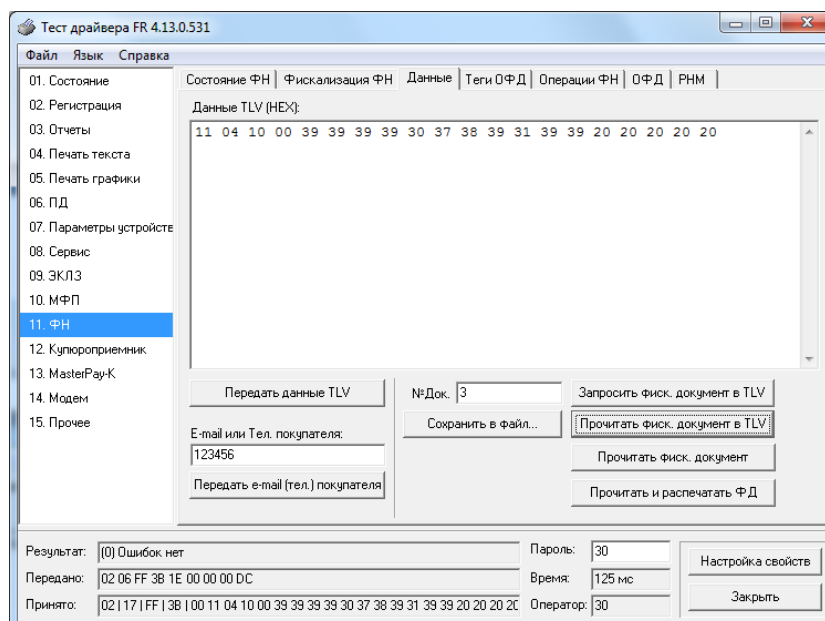 Тест драйвера FR 4.13.0.531
Файл Язык Справка
01. Состояние
02. Регистрация
03. Отчеты
04. Печать текста
05. Печать графики
06. ПД
07. Параметры устройств
08. Сервис
09. ЭКЛЗ
10. МФП
11. ФН
12. Купюроприемник
13. MasterPay-K
14. Модем
15. Прочее
Состояние ФН Фискализация ФН Данные Теги ОФД Операции ФН ОФД РНМ
Данные TLV (HEX):
11 04 10 00 39 39 39 39 30 37 38 39 31 39 39 20 20 20 20 20
Передать данные TLV
E-mail или Тел. покупателя:
123456
Передать e-mail (тел.) покупателя
№Док. 3
Сохранить в файл...
Запросить фиск. документ в TLV
Прочитать фиск. документ в TLV
Прочитать фиск. документ
Прочитать и распечатать ФД
Результат: (0) Ошибок нет
Передано: 02 06 FF 3B 1E 00 00 00 DC
Принято: 02 | 17 | FF | 3B | 00 11 04 10 00 39 39 39 39 30 37 38 39 31 39 39 20 20 20 2C
Пароль: 30
Время: 125 мс
Оператор: 30
Настройка свойств
Закрыть